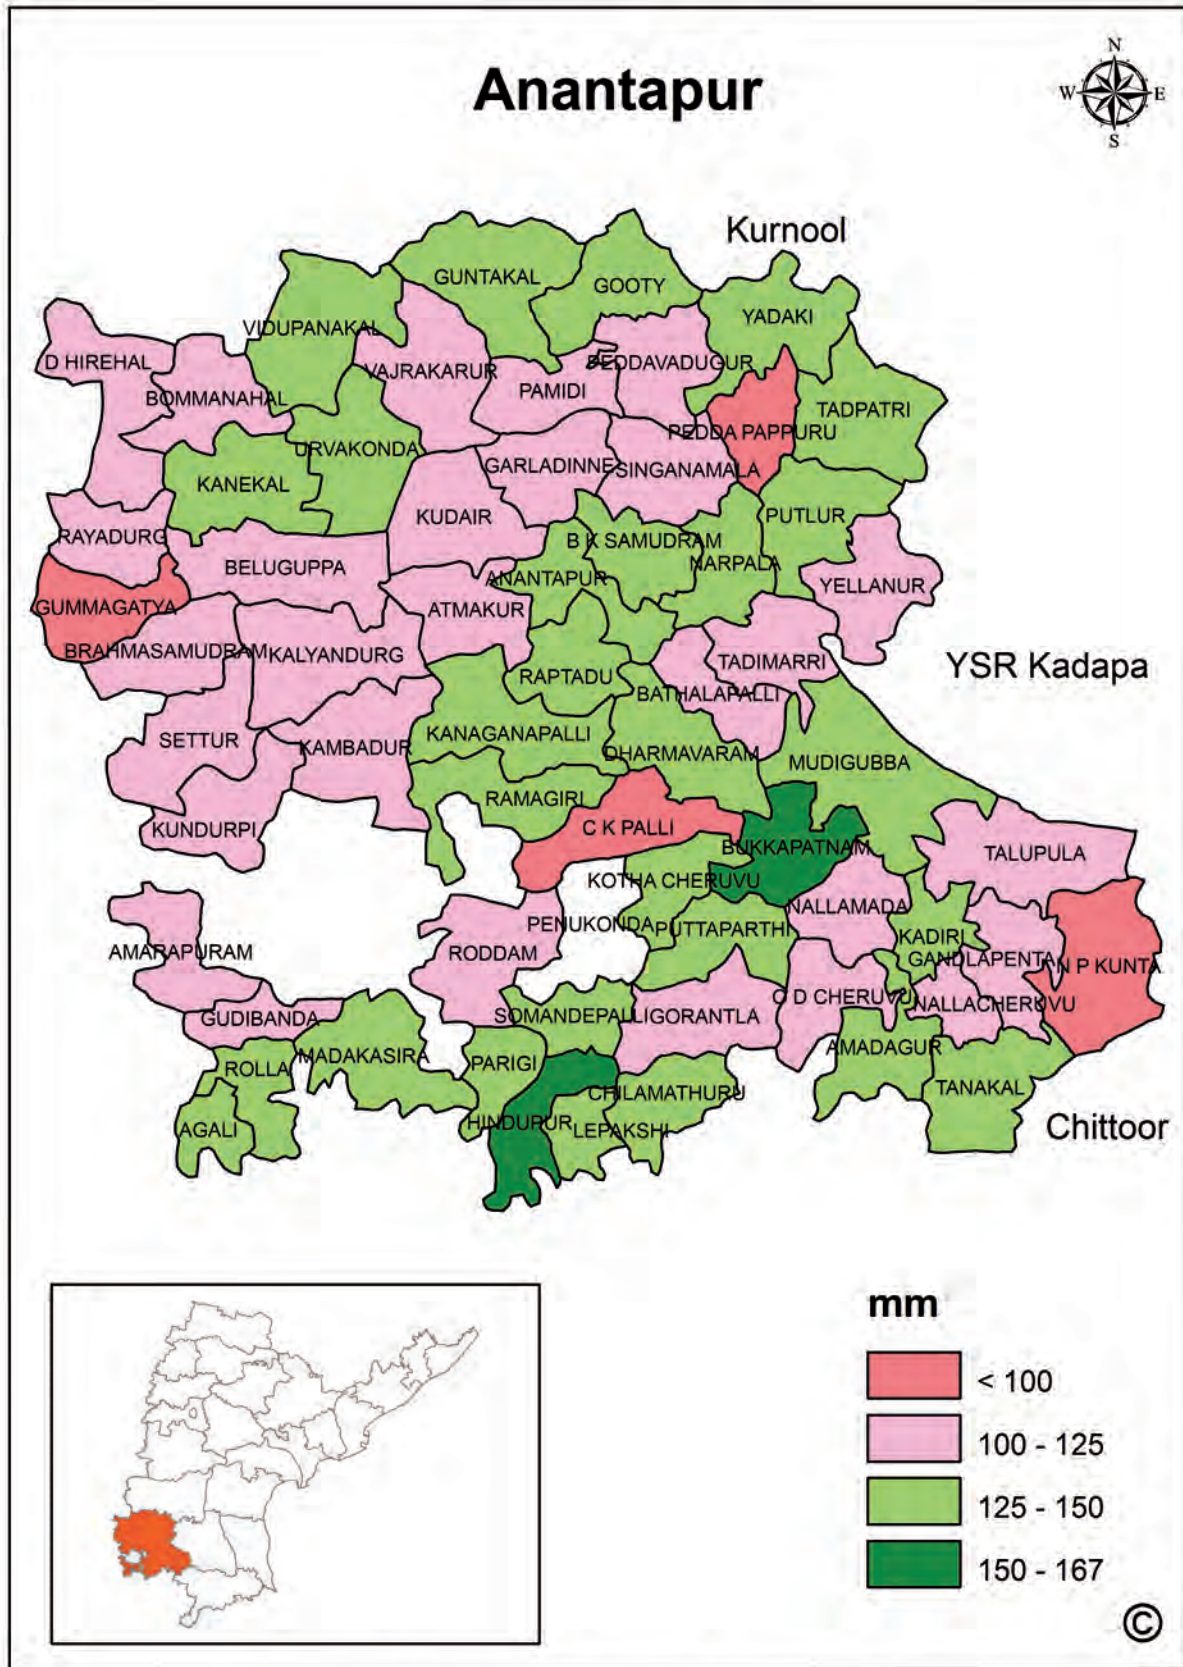 Anantapur
N
W
E
S
Kurnool
GUNTAKAL
GOOTY
YADAKI
VIDUPANAKAL
D HIREHAL
VAJRAKARUR
PEDDAVADUGUR
PAMIDI
BOMMANAHAL
TADPATRI
PEDDA PAPPURU
URVAKONDA
GARLADINNE
SINGANAMALA
KANEKAL
KUDAIR
PUTLUR
RAYADURG
B K SAMUDRAM
NARPALA
BELUGUPPA
ANANTAPUR
YELLANUR
GUMMAGATYA
ATMAKUR
BRAHMASAMUDRAM
KALYANDURG
TADIMARRI
YSR Kadapa
RAPTADU
BATHALAPALLI
KANAGANAPALLI
SETTUR
KAMBADUR
DHARMAVARAM
MUDIGUBBA
RAMAGIRI
KUNDURPI
C K PALLI
BUKKAPATNAM
TALUPULA
KOTHA CHERUVU
NALLAMADA
PENUKONDA
PUTTAPARTHI
KADIRI
AMARAPURAM
RODDAM
GANDLAPENTA
N P KUNTA
O D CHERUVU
NALLACHERUVU
GUDIBANDA
SOMANDEPALLI
GORANTLA
MADAKASIRA
AMADAGUR
ROLLA
PARIGI
CHILAMATHURU
TANAKAL
AGALI
HINDUPUR
LEPAKSHI
Chittoor
mm
< 100
100 - 125
125 - 150
150 - 167
©